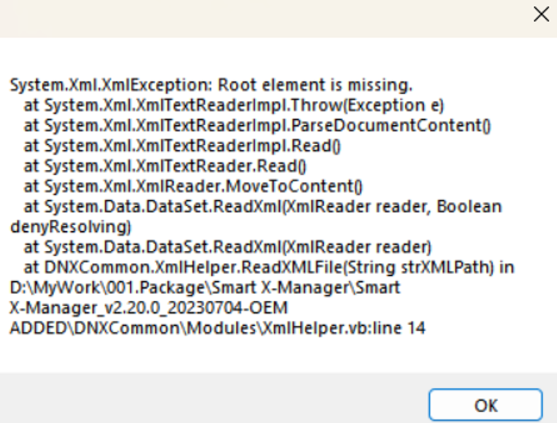 System.Xml.XmlException: Root element is missing.
at System.Xml.XmlTextReaderImpl.Throw(Exception e)
at System.Xml.XmlTextReaderImpl.ParseDocumentContent()
at System.Xml.XmlTextReaderImpl.Read()
at System.Xml.XmlTextReader.Read()
at System.Xml.XmlReader.MoveToContent()
at System.Data.DataSet.ReadXml(XmlReader reader, Boolean
denyResolving)
at System.Data.DataSet.ReadXml(XmlReader reader)
at DNXCommon.XmlHelper.ReadXMLFile(String strXMLPath) in
D:\MyWork\001.Package\Smart X-Manager\Smart
X-Manager_v2.20.0_20230704-OEM
ADDED\DNXCommon\Modules\XmlHelper.vb:line 14
OK